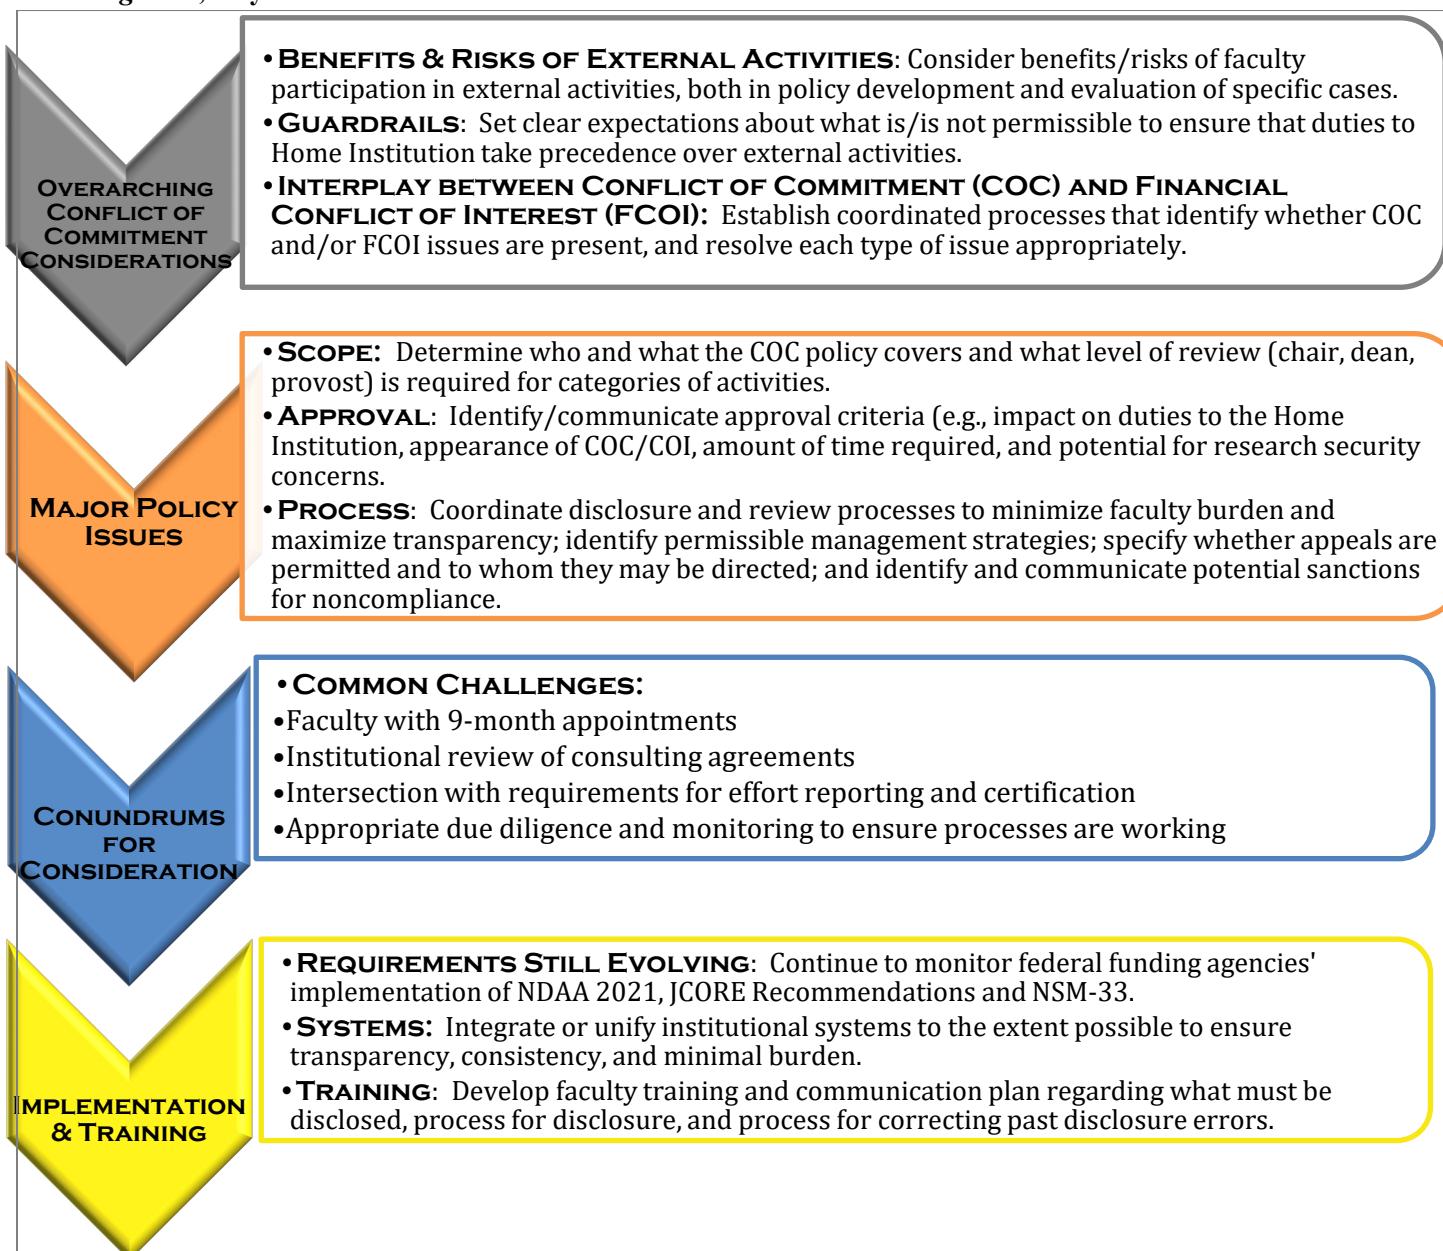 OVERARCHING
CONFLICT OF
COMMITMENT
CONSIDERATIONS
•BENEFITS & RISKS OF EXTERNAL ACTIVITIES: Consider benefits/risks of faculty
participation in external activities, both in policy development and evaluation of specific cases.
•GUARDRAILS: Set clear expectations about what is/is not permissible to ensure that duties to
Home Institution take precedence over external activities.
•INTERPLAY BETWEEN CONFLICT OF COMMITMENT (COC) AND FINANCIAL
CONFLICT OF INTEREST (FCOI): Establish coordinated processes that identify whether COC
and/or FCOI issues are present, and resolve each type of issue appropriately.
MAJOR POLICY
ISSUES
•SCOPE: Determine who and what the COC policy covers and what level of review (chair, dean,
provost) is required for categories of activities.
•APPROVAL: Identify/communicate approval criteria (e.g., impact on duties to the Home
Institution, appearance of COC/COI, amount of time required, and potential for research security
concerns.
•PROCESS: Coordinate disclosure and review processes to minimize faculty burden and
maximize transparency; identify permissible management strategies; specify whether appeals are
permitted and to whom they may be directed; and identify and communicate potential sanctions
for noncompliance.
CONUNDRUMS
FOR
CONSIDERATION
•COMMON CHALLENGES:
•Faculty with 9-month appointments
•Institutional review of consulting agreements
•Intersection with requirements for effort reporting and certification
•Appropriate due diligence and monitoring to ensure processes are working
IMPLEMENTATION
& TRAINING
•REQUIREMENTS STILL EVOLVING: Continue to monitor federal funding agencies'
implementation of NDAA 2021, JCORE Recommendations and NSM-33.
•SYSTEMS: Integrate or unify institutional systems to the extent possible to ensure
transparency, consistency, and minimal burden.
•TRAINING: Develop faculty training and communication plan regarding what must be
disclosed, process for disclosure, and process for correcting past disclosure errors.